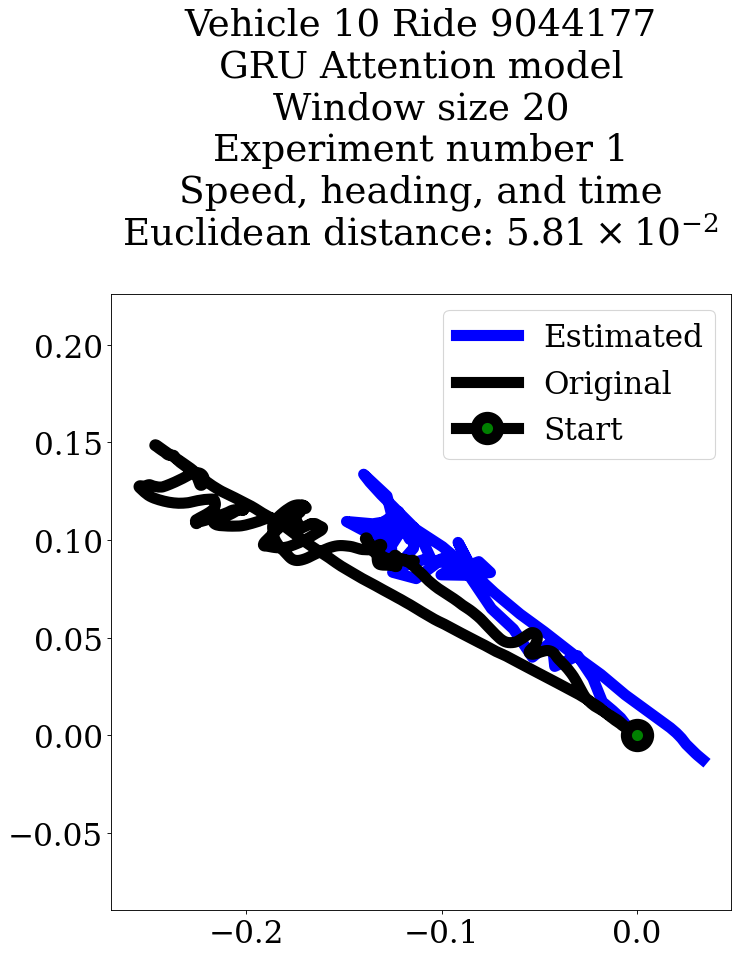 Vehicle 10 Ride 9044177
GRU Attention model
Window size 20
Experiment number 1
Speed, heading, and time
Euclidean distance: 5.81 × 10⁻²
Estimated
Original
Start
0.20
0.15
0.10
0.05
0.00
−0.05
−0.2
−0.1
0.0